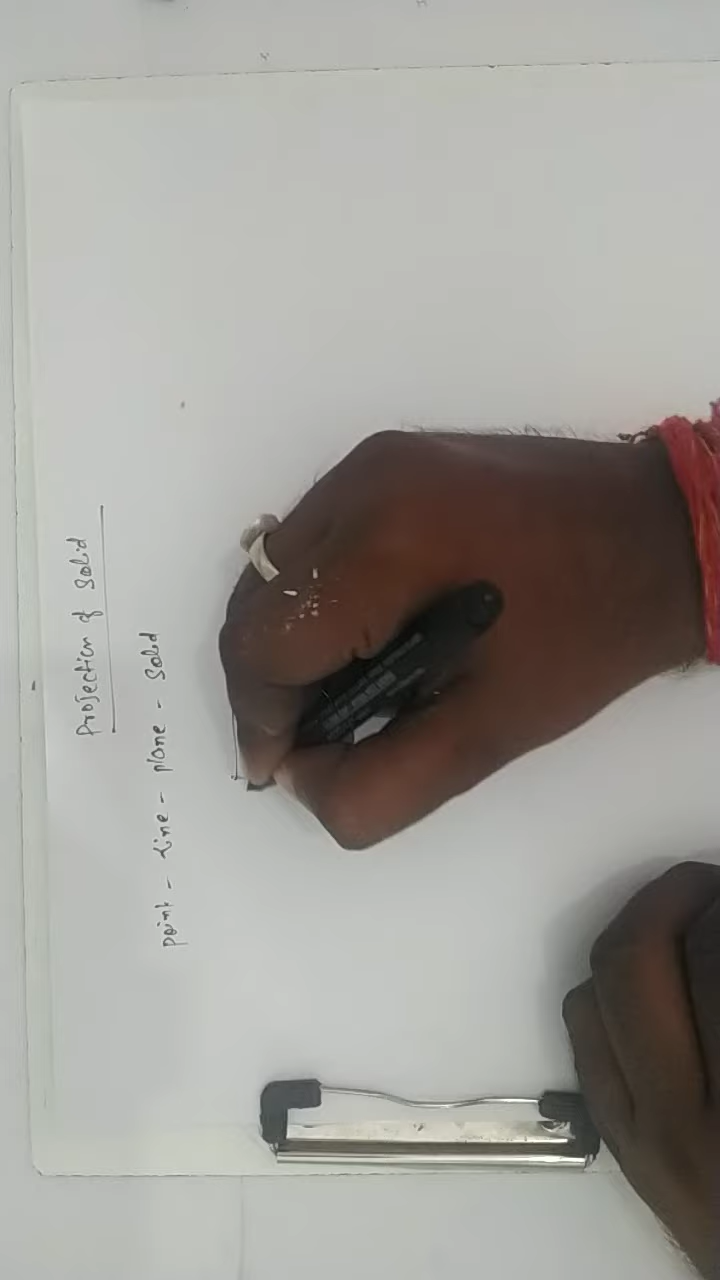 Projection of Solid
Point - Line - plane - Solid